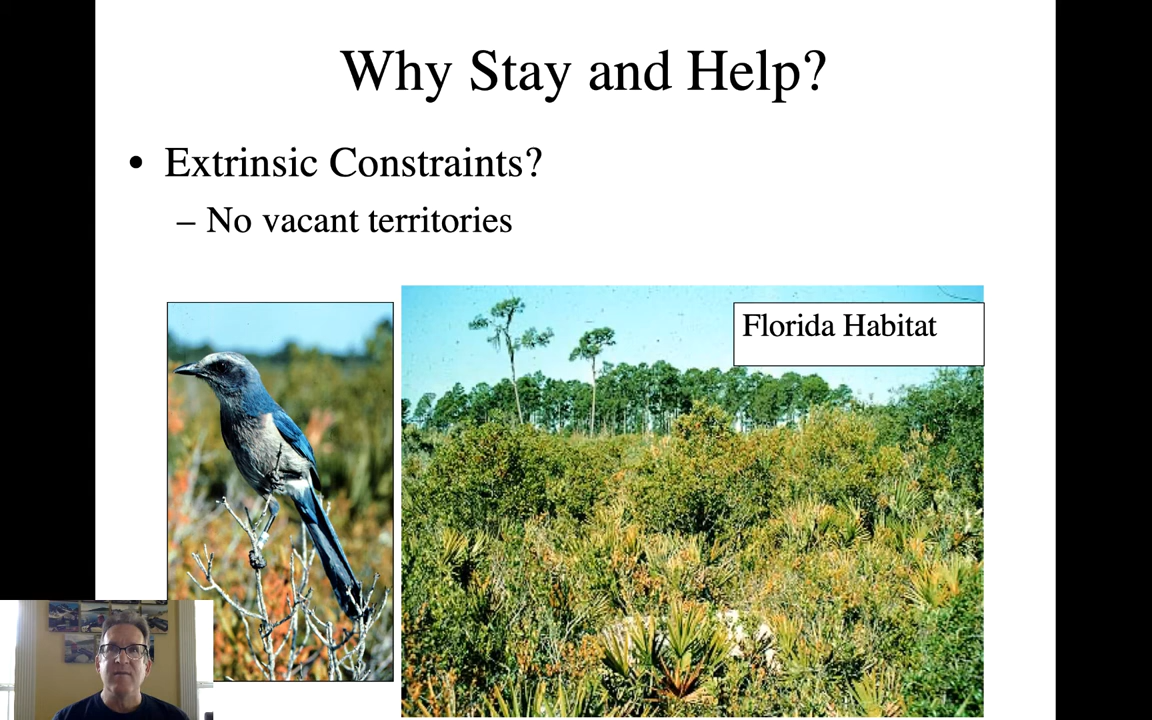 Why Stay and Help?
• Extrinsic Constraints?
– No vacant territories
Florida Habitat